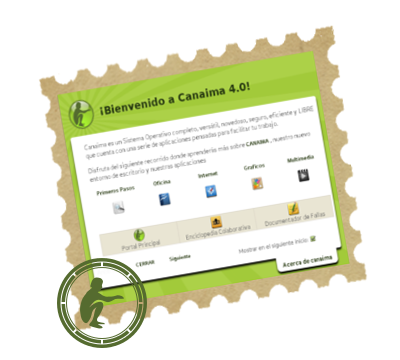 ¡Bienvenido a Canaima 4.0!
Canaima es un Sistema Operativo completo, versátil, novedoso, seguro, eficiente y LIBRE
que cuenta con una serie de aplicaciones pensadas para facilitar tu trabajo.
Disfruta del siguiente recorrido donde aprenderás más sobre CANAIMA , nuestro nuevo
entorno de escritorio y nuestras aplicaciones
Primeros Pasos Oficina Internet Graficos Multimedia
Portal Principal Enciclopedia Colaborativa Documentador de Fallas
CERRAR Siguiente Mostrar en el siguiente inicio
Acerca de canaima